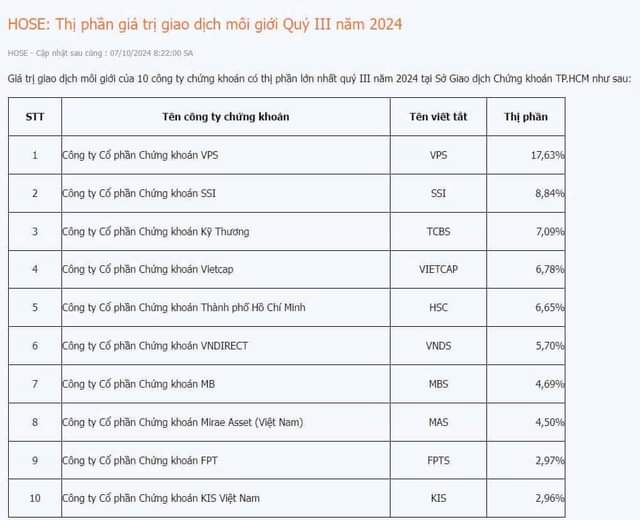 HOSE: Thị phần giá trị giao dịch môi giới Quý III năm 2024
HOSE - Cập nhật sau cùng : 07/10/2024 8:22:00 SA
Giá trị giao dịch môi giới của 10 công ty chứng khoán có thị phần lớn nhất quý III năm 2024 tại Sở Giao dịch Chứng khoán TP.HCM như sau:
STT Tên công ty chứng khoán Tên viết tắt Thị phần
1 Công ty Cổ phần Chứng khoán VPS VPS 17,63%
2 Công ty Cổ phần Chứng khoán SSI SSI 8,84%
3 Công ty Cổ phần Chứng khoán Kỹ Thương TCBS 7,09%
4 Công ty Cổ phần Chứng khoán Vietcap VIETCAP 6,78%
5 Công ty Cổ phần Chứng khoán Thành phố Hồ Chí Minh HSC 6,65%
6 Công ty Cổ phần Chứng khoán VNDIRECT VNDS 5,70%
7 Công ty Cổ phần Chứng khoán MB MBS 4,69%
8 Công ty Cổ phần Chứng khoán Mirae Asset (Việt Nam) MAS 4,50%
9 Công ty Cổ phần Chứng khoán FPT FPTS 2,97%
10 Công ty Cổ phần Chứng khoán KIS Việt Nam KIS 2,96%